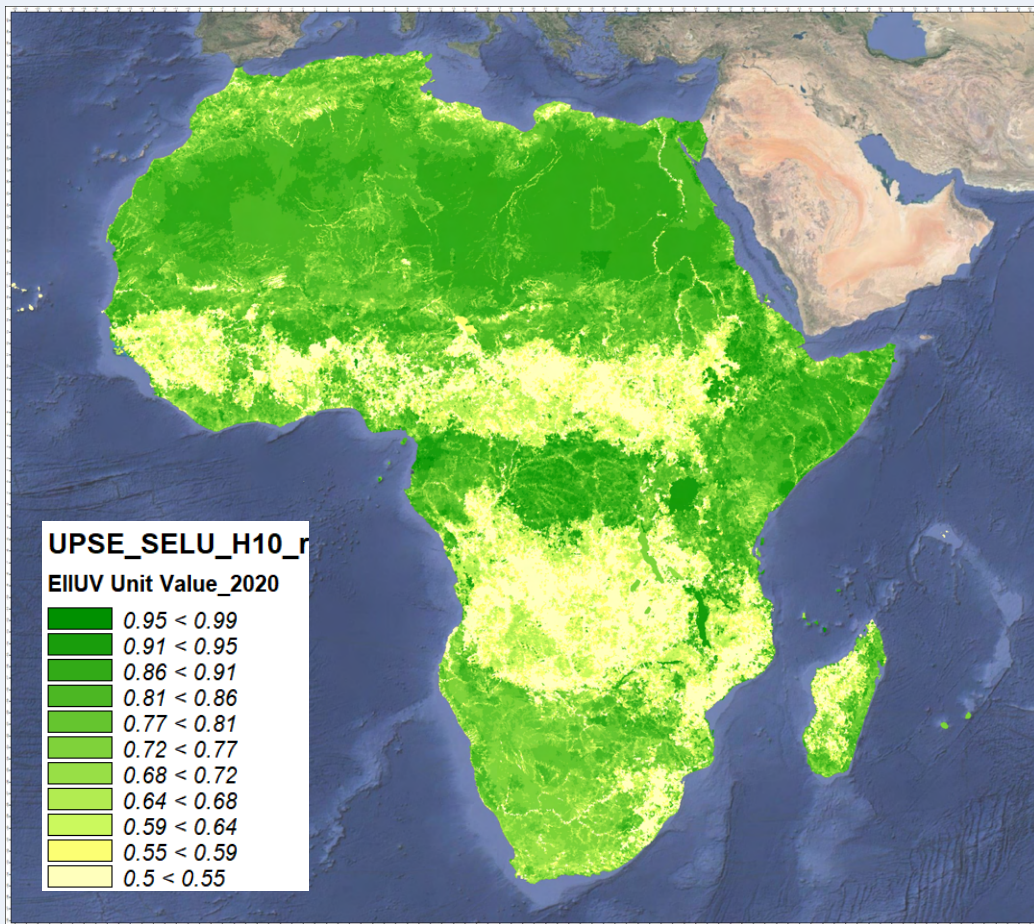 UPSE_SELU_H10_r
EIIUV Unit Value_2020
0.95 < 0.99
0.91 < 0.95
0.86 < 0.91
0.81 < 0.86
0.77 < 0.81
0.72 < 0.77
0.68 < 0.72
0.64 < 0.68
0.59 < 0.64
0.55 < 0.59
0.5 < 0.55